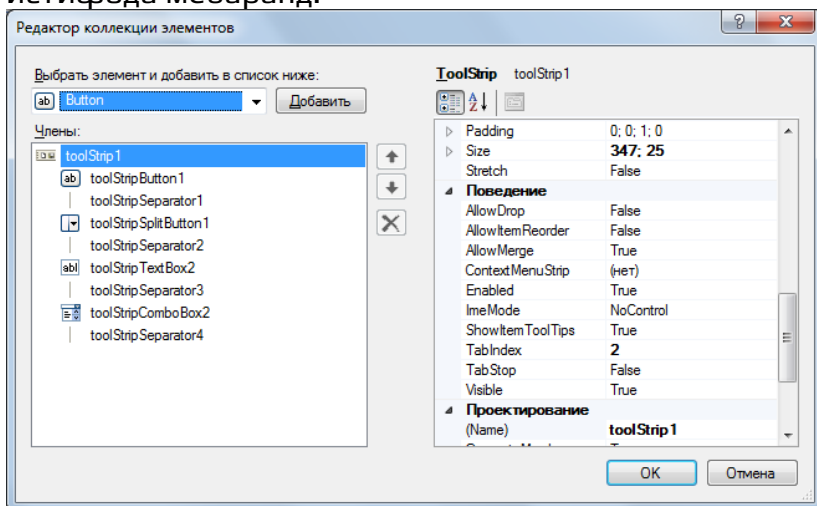 истифода мебаранд.
Редактор коллекции элементов
Выбрать элемент и добавить в список ниже:
Button
Добавить
Члены:
toolStrip1
toolStripButton1
toolStripSeparator1
toolStripSplitButton1
toolStripSeparator2
toolStripTextBox2
toolStripSeparator3
toolStripComboBox2
toolStripSeparator4
ToolStrip toolStrip1
Padding 0; 0; 1; 0
Size 347; 25
Stretch False
Поведение
AllowDrop False
AllowItemReorder False
AllowMerge True
ContextMenuStrip (нет)
Enabled True
ImeMode NoControl
ShowItemToolTips True
TabIndex 2
TabStop False
Visible True
Проектирование
(Name) toolStrip1
OK Отмена